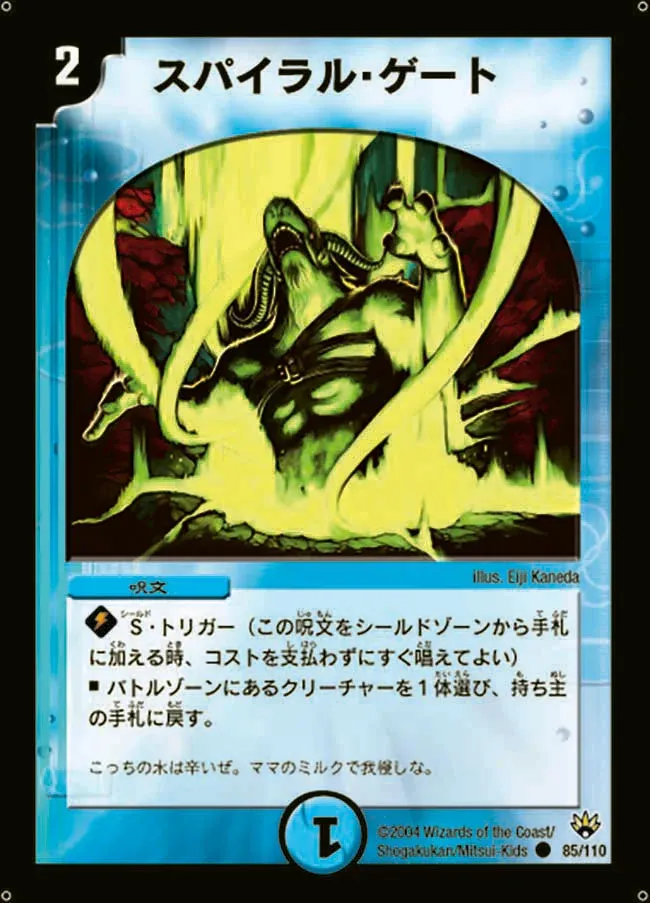 2
スパイラル・ゲート
illus. Eiji Kaneda
呪文
S・トリガー（この呪文をシールドゾーンから手札
に加える時、コストを支払わずにすぐ唱えてよい）
■ バトルゾーンにあるクリーチャーを１体選び、持ち主
の手札に戻す。
こっちの水は辛いぜ。ママのミルクで我慢しな。
1
©2004 Wizards of the Coast/
Shogakukan/Mitsui-Kids
85/110